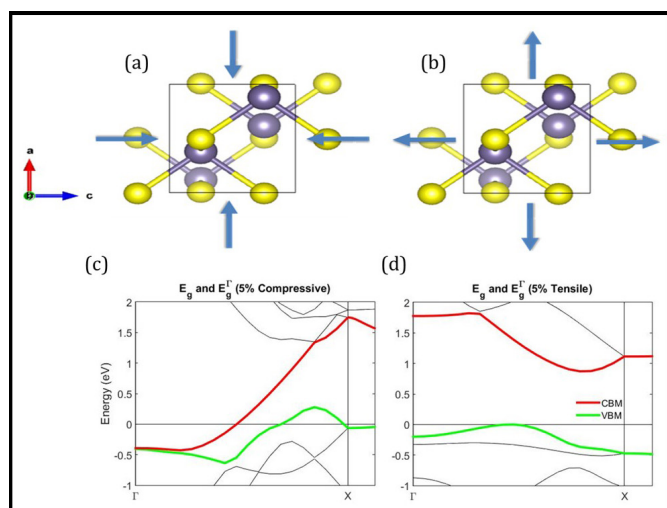 (a)
(b)
a
c
(c)
(d)
E_g and E_g^Γ (5% Compressive)
E_g and E_g^Γ (5% Tensile)
Energy (eV)
2
1.5
1
0.5
0
-0.5
-1
Γ
X
2
1.5
1
0.5
0
-0.5
-1
CBM
VBM
Γ
X